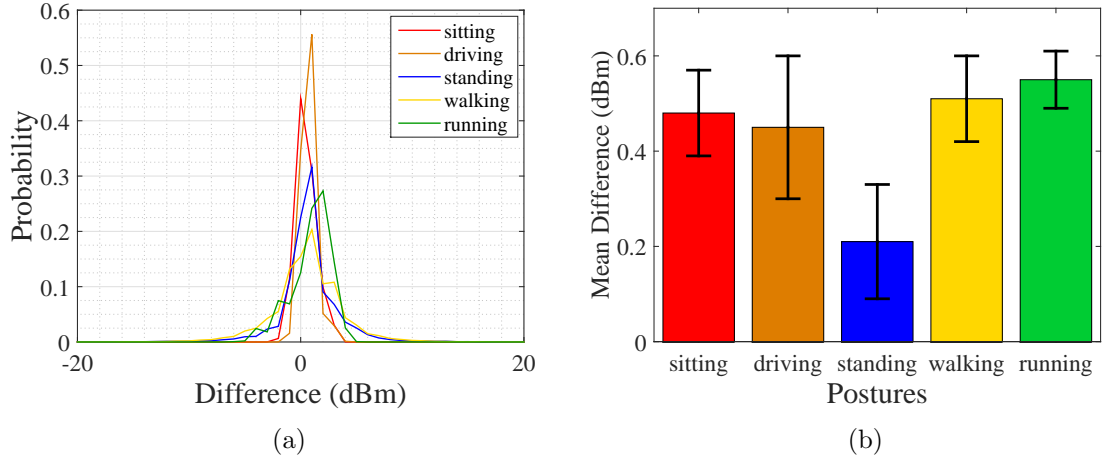 0.6
0.5
0.4
0.3
0.2
0.1
0
-20
0
20
Probability
Difference (dBm)
sitting
driving
standing
walking
running
(a)
0.6
0.4
0.2
0
Mean Difference (dBm)
sitting
driving
standing
walking
running
Postures
(b)